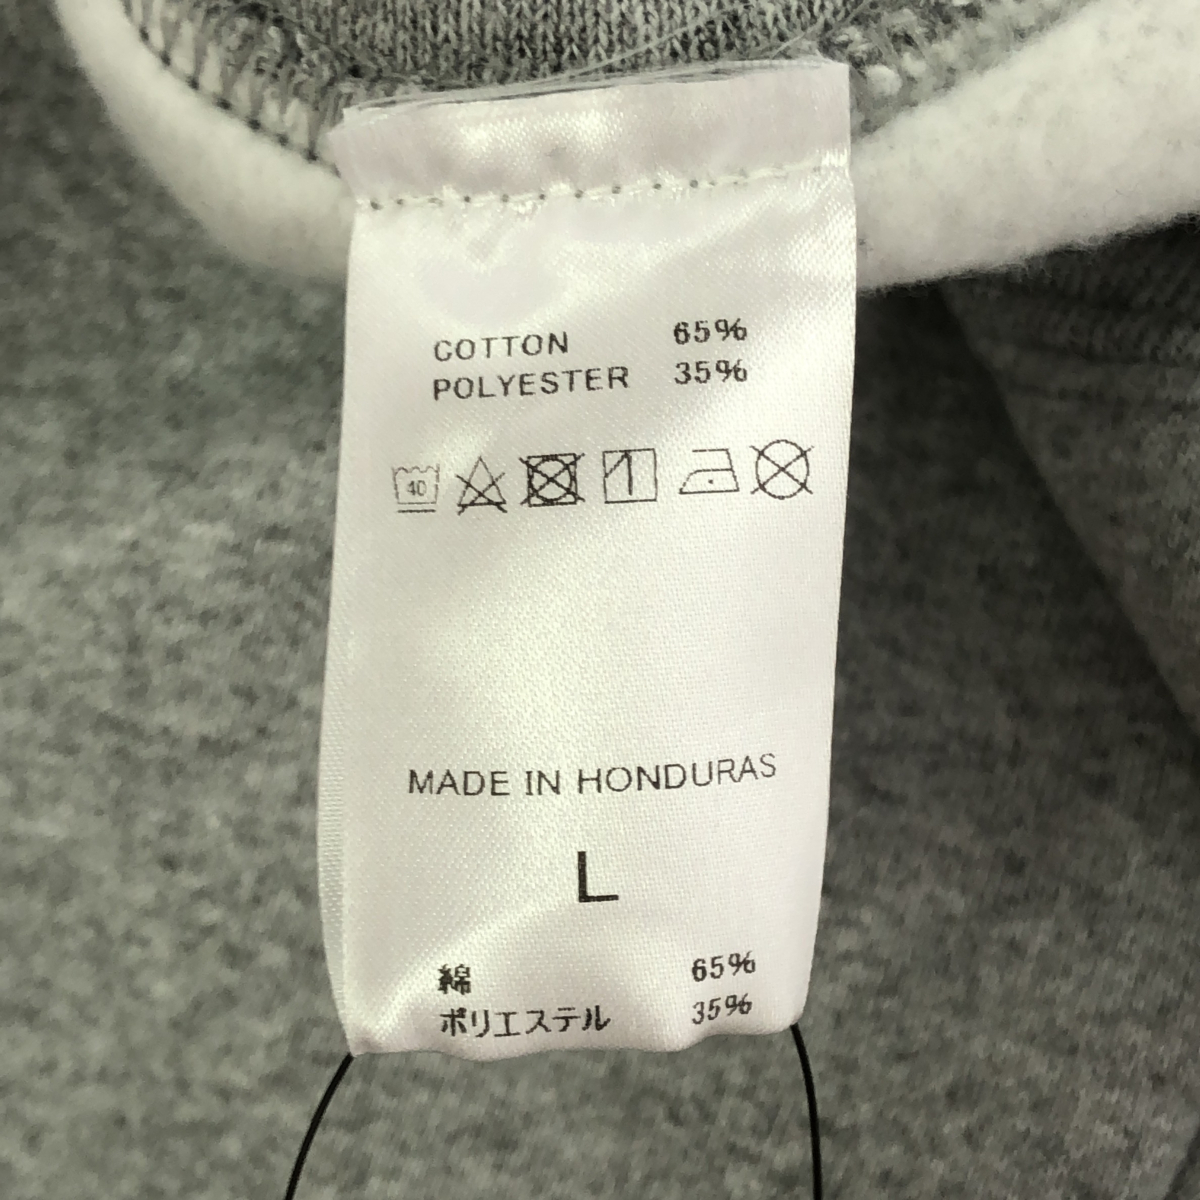 COTTON 65%
POLYESTER 35%
40
MADE IN HONDURAS
L
綿 65%
ポリエステル 35%